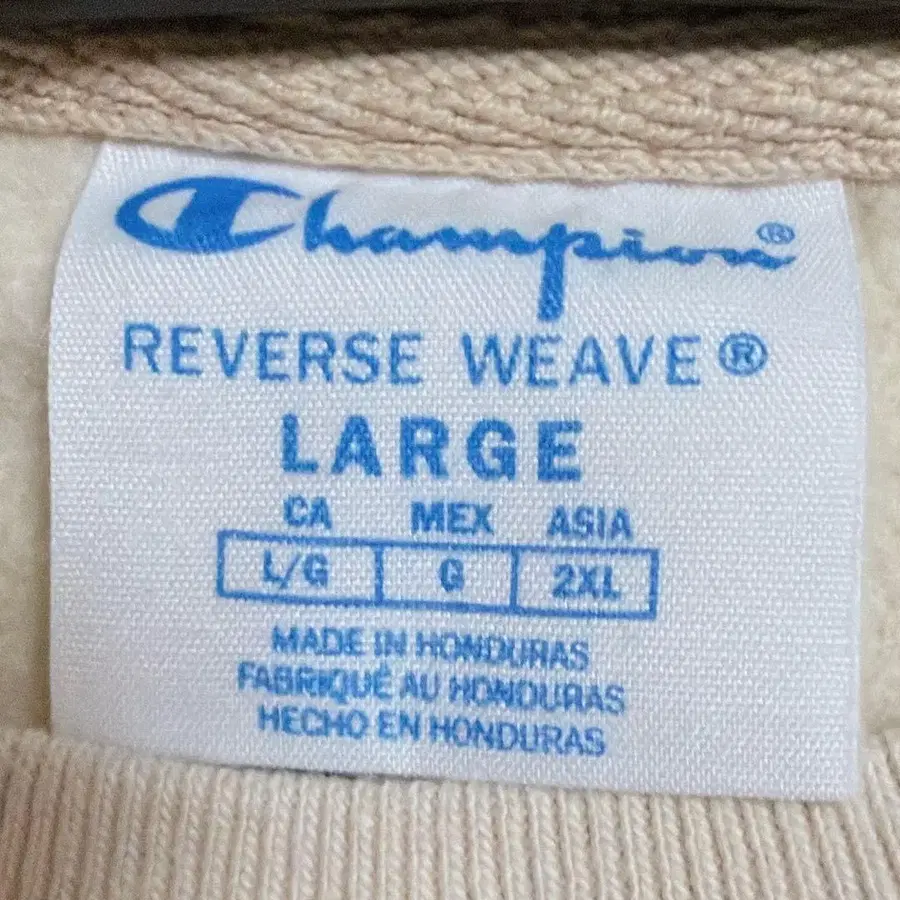 Champion®
REVERSE WEAVE®
LARGE
CA MEX ASIA
L/G G 2XL
MADE IN HONDURAS
FABRIQUÉ AU HONDURAS
HECHO EN HONDURAS